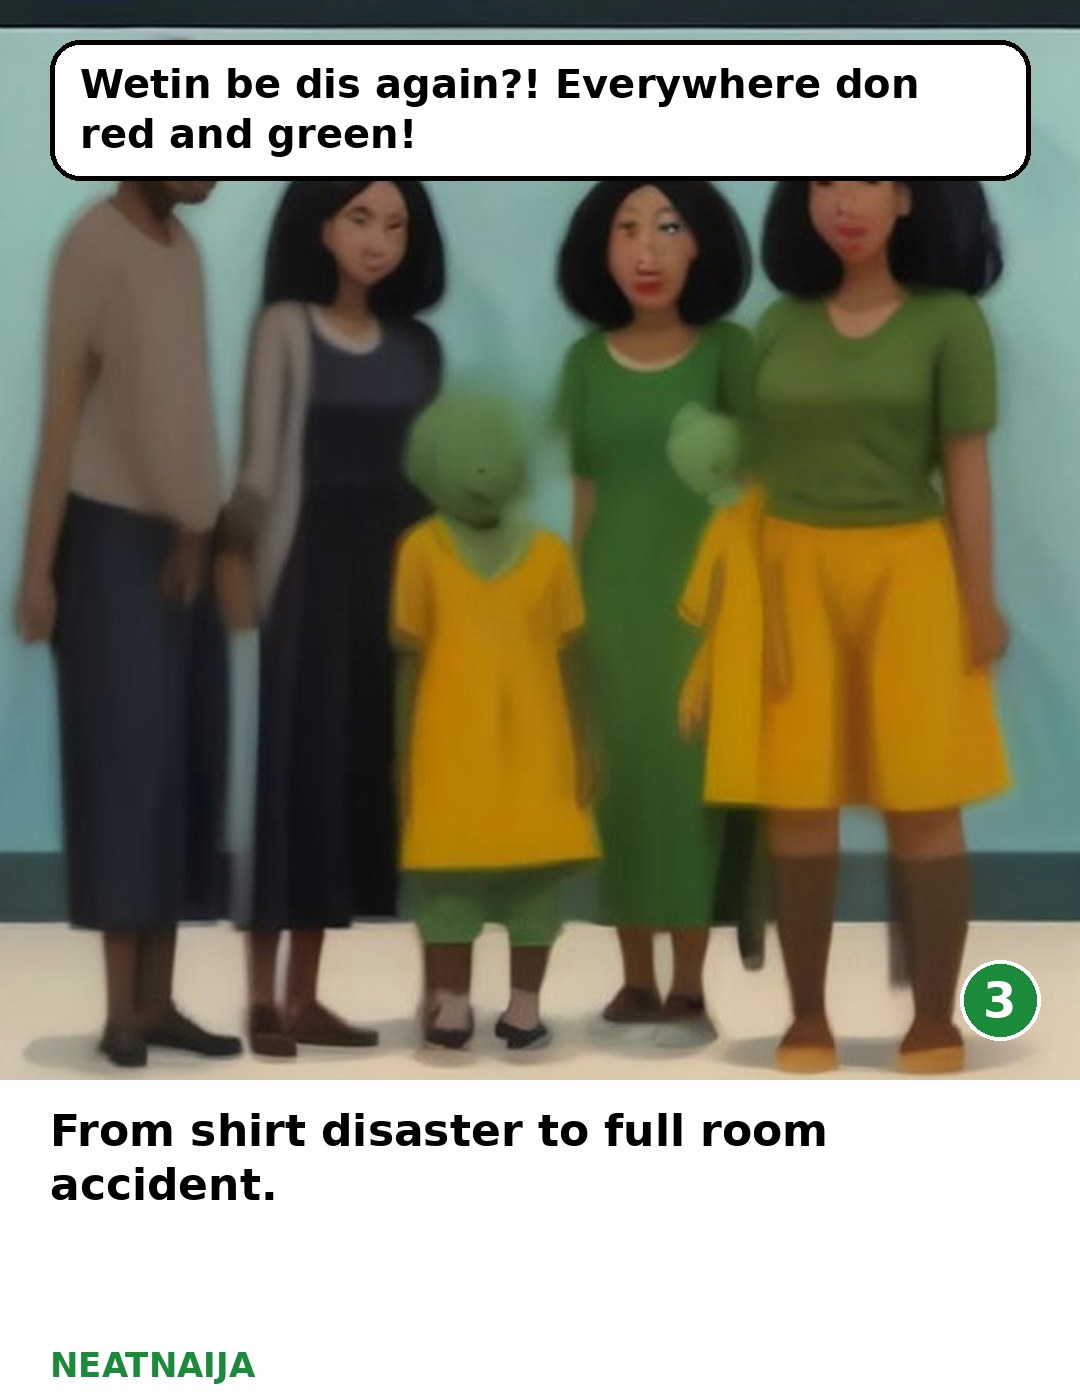 Wetin be dis again?! Everywhere don
red and green!
3
From shirt disaster to full room
accident.
NEATNAIJA